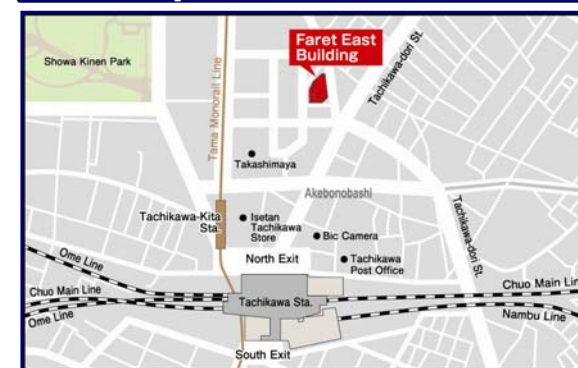 Faret East
Building
Showa Kinen Park
Tama Monorail Line
Tachikawa-dori St.
Takashimaya
Akebonobashi
Tachikawa-Kita
Sta.
Isetan
Tachikawa
Store
Bic Camera
Tachikawa-dori St.
North Exit
Tachikawa
Post Office
Ome Line
Chuo Main Line
Chuo Main Lin
Tachikawa Sta.
Ome Line
Nambu Line
South Exit